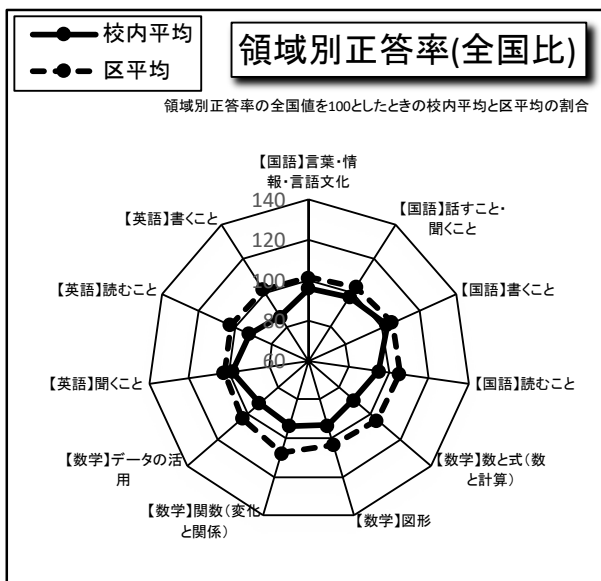 校内平均
区平均
領域別正答率(全国比)
領域別正答率の全国値を100としたときの校内平均と区平均の割合
【国語】言葉・情
報・言語文化
【国語】話すこと・
聞くこと
【国語】書くこと
【国語】読むこと
【数学】数と式(数
と計算)
【数学】図形
【数学】関数(変化
と関係)
【数学】データの活
用
【英語】聞くこと
【英語】読むこと
【英語】書くこと
140
120
100
80
60